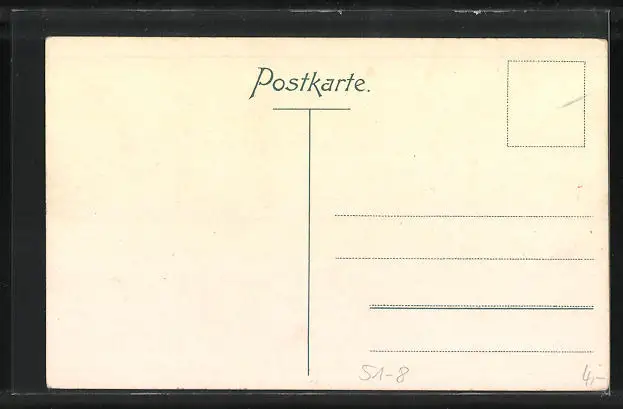 Postkarte.
51-8
4,-